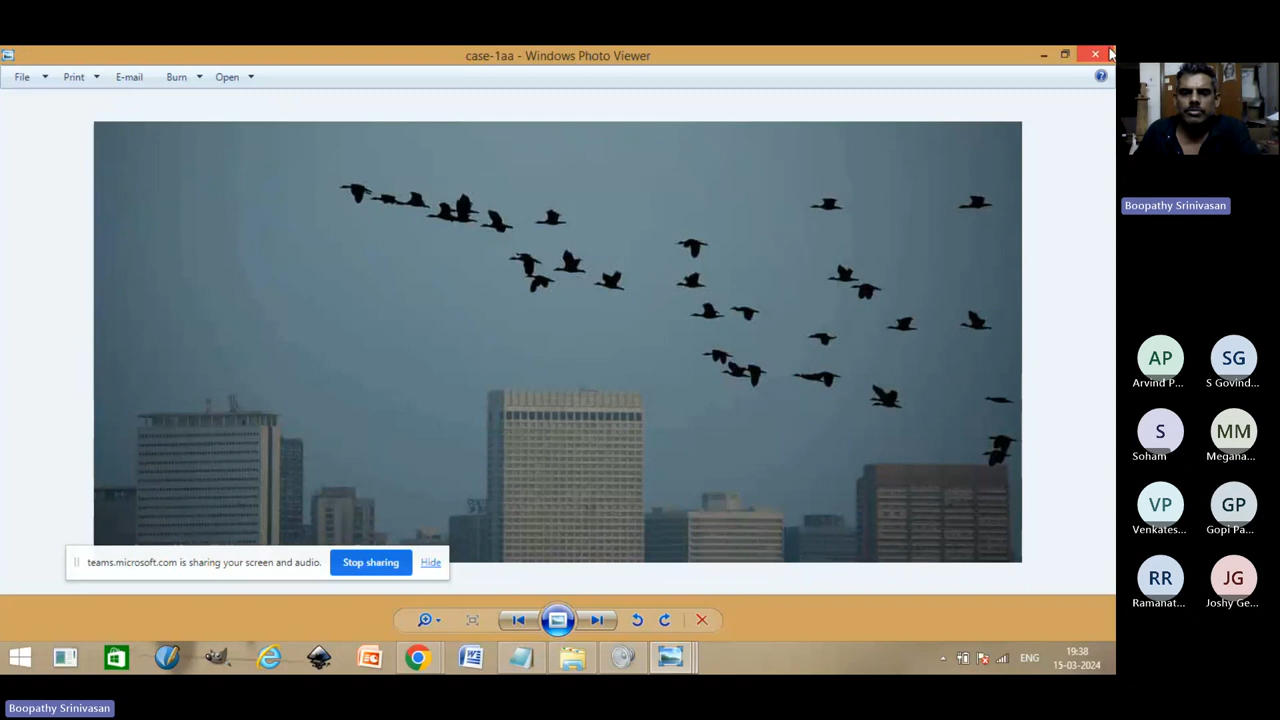 case-1aa - Windows Photo Viewer
File Print E-mail Burn Open
Boopathy Srinivasan
AP SG
Arvind P... S Govind...
S MM
Soham Megana...
VP GP
Venkates... Gopi Pa...
RR JG
Ramanat... Joshy Ge...
teams.microsoft.com is sharing your screen and audio. Stop sharing Hide
ENG 19:38
15-03-2024
Boopathy Srinivasan